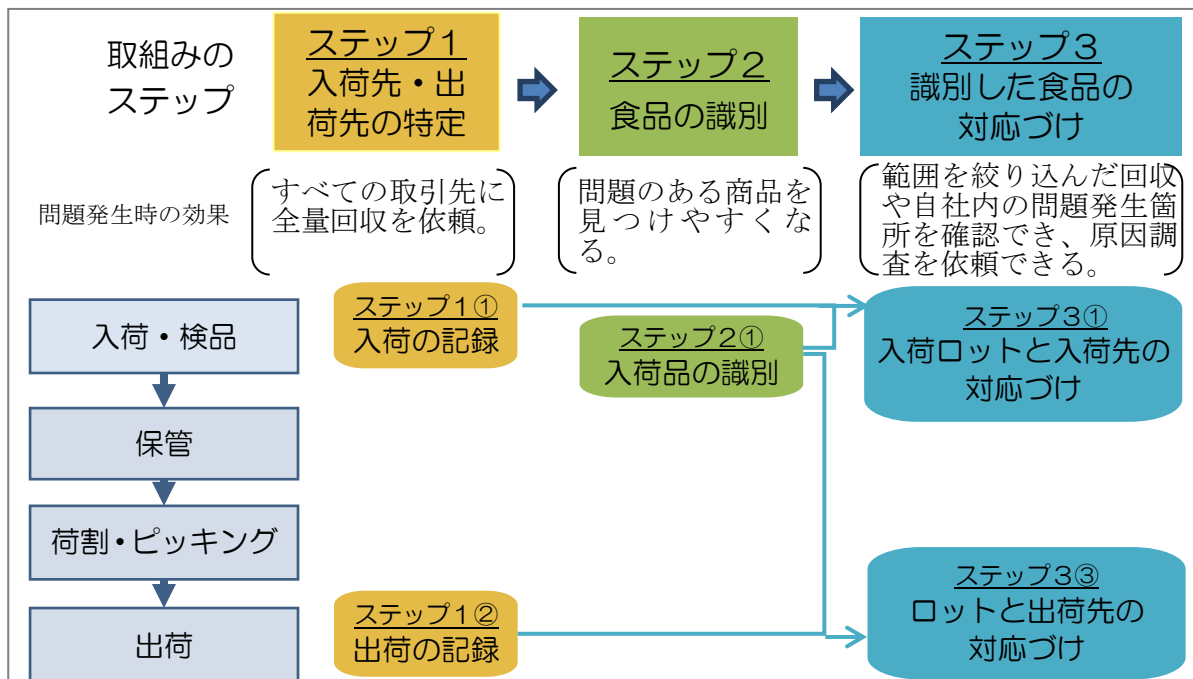 取組みの
ステップ
ステップ１
入荷先・出
荷先の特定
ステップ２
食品の識別
ステップ３
識別した食品の
対応づけ
問題発生時の効果
すべての取引先に
全量回収を依頼。
問題のある商品を
見つけやすくな
る。
範囲を絞り込んだ回収
や自社内の問題発生箇
所を確認でき、原因調
査を依頼できる。
入荷・検品
ステップ１①
入荷の記録
ステップ２①
入荷品の識別
ステップ３①
入荷ロットと入荷先の
対応づけ
保管
荷割・ピッキング
出荷
ステップ１②
出荷の記録
ステップ３③
ロットと出荷先の
対応づけ